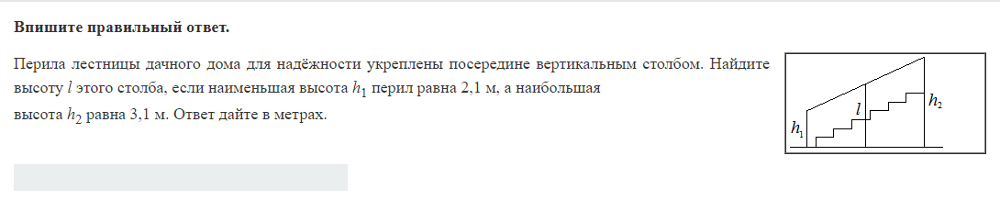 Впишите правильный ответ.
Перила лестницы дачного дома для надёжности укреплены посередине вертикальным столбом. Найдите
высоту l этого столба, если наименьшая высота h₁ перил равна 2,1 м, а наибольшая
высота h₂ равна 3,1 м. Ответ дайте в метрах.
h₁
l
h₂